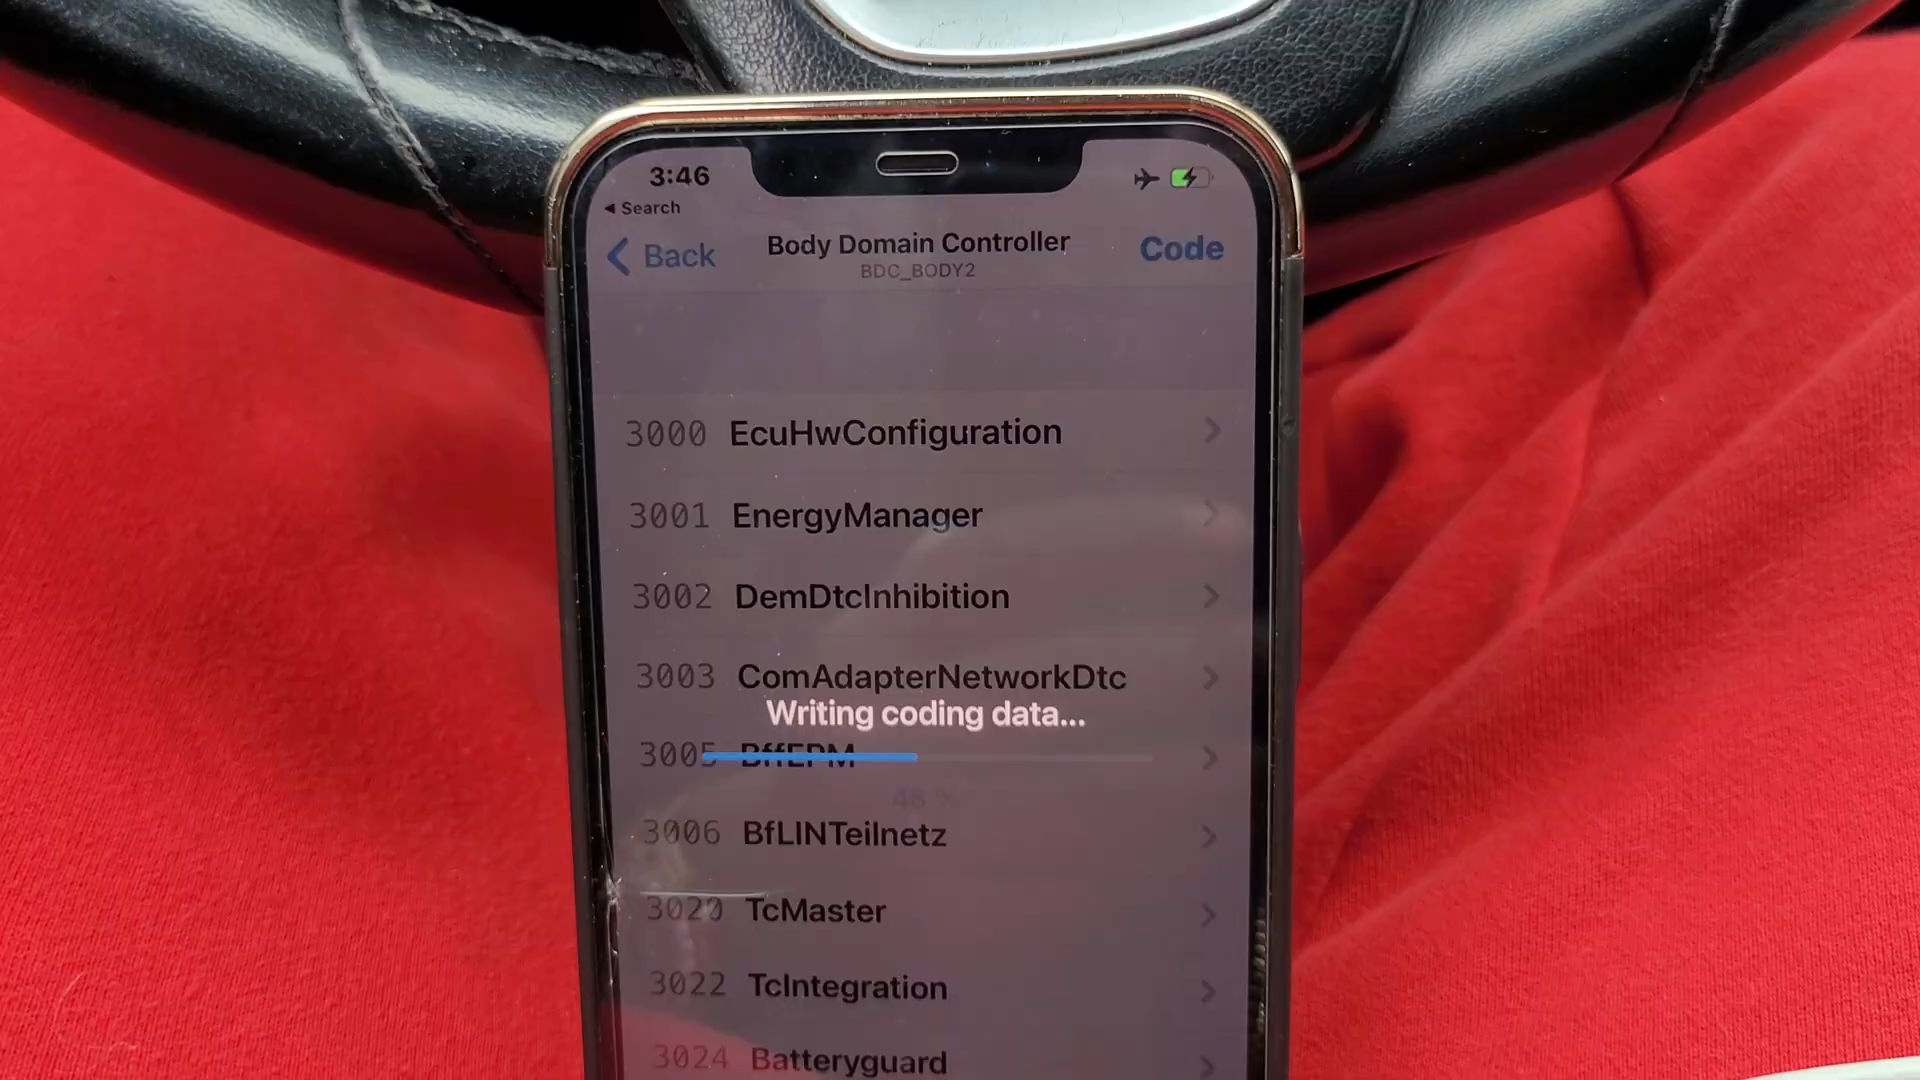 3:46
◀ Search
Back
Body Domain Controller
Code
BDC_BODY2
3000 EcuHwConfiguration
3001 EnergyManager
3002 DemDtcInhibition
3003 ComAdapterNetworkDtc
Writing coding data...
3005 BffEPM
48 %
3006 BfLINTeilnetz
3020 TcMaster
3022 TcIntegration
3024 Batteryguard